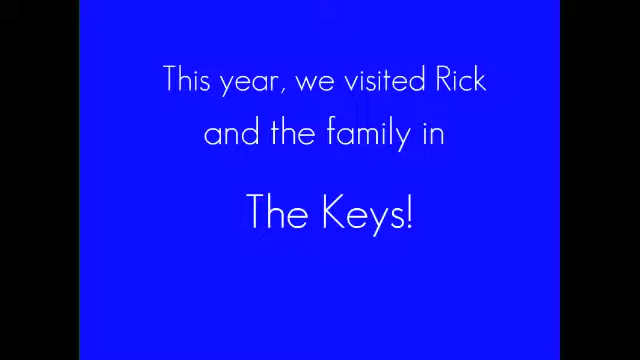 This year, we visited Rick
and the family in
The Keys!